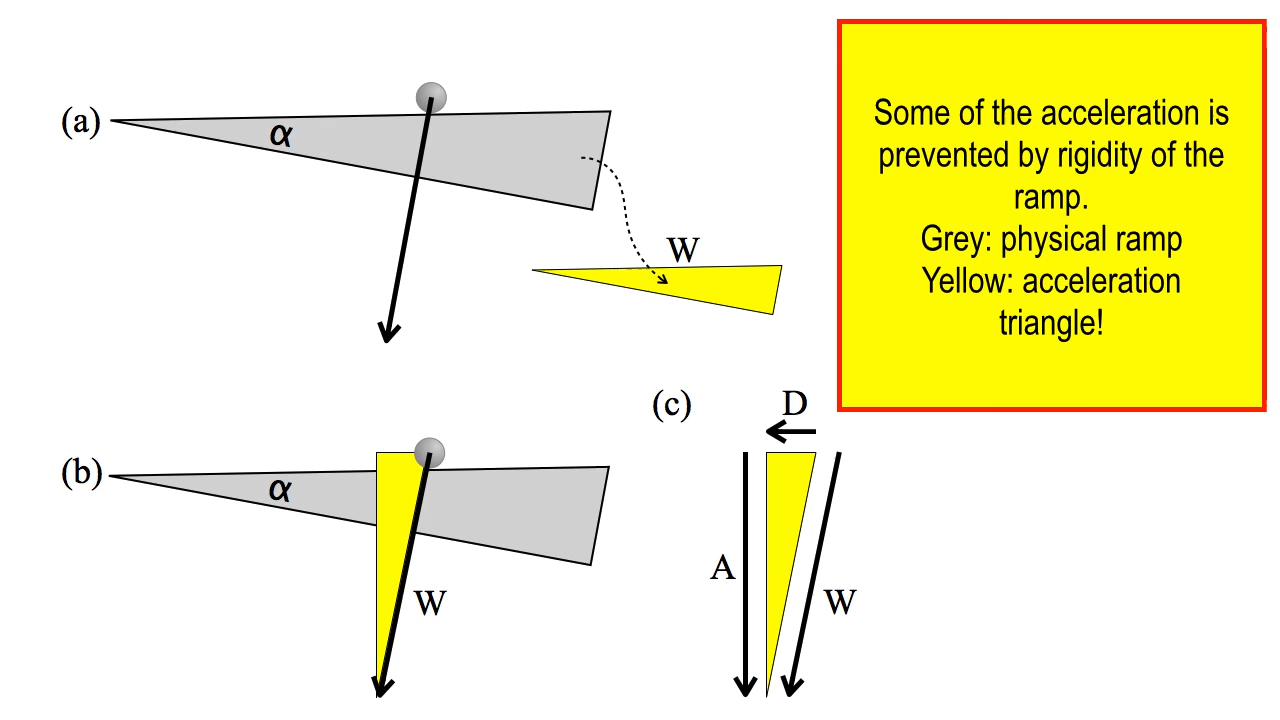 (a)
α
W
Some of the acceleration is
prevented by rigidity of the
ramp.
Grey: physical ramp
Yellow: acceleration
triangle!
(b)
α
W
(c)
D
A
W